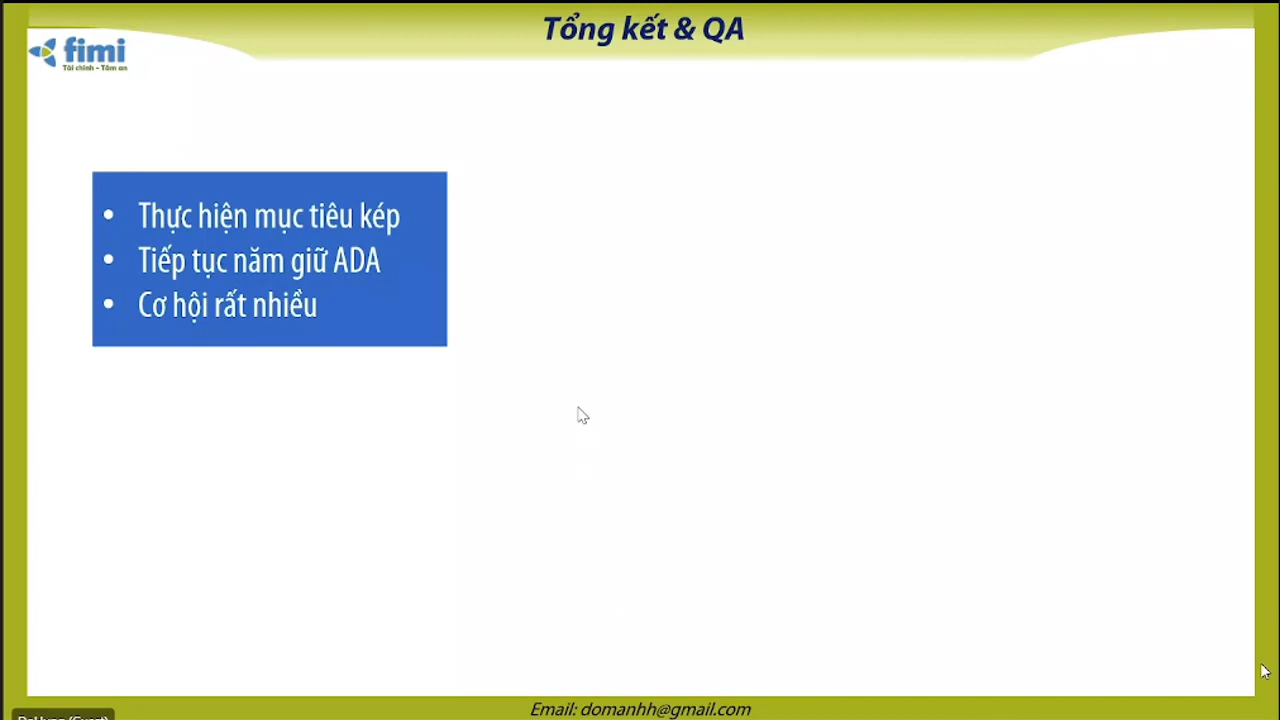 Tổng kết & QA
fimi
Tài chính - Tâm an
• Thực hiện mục tiêu kép
• Tiếp tục năm giữ ADA
• Cơ hội rất nhiều
Email: domanhh@gmail.com